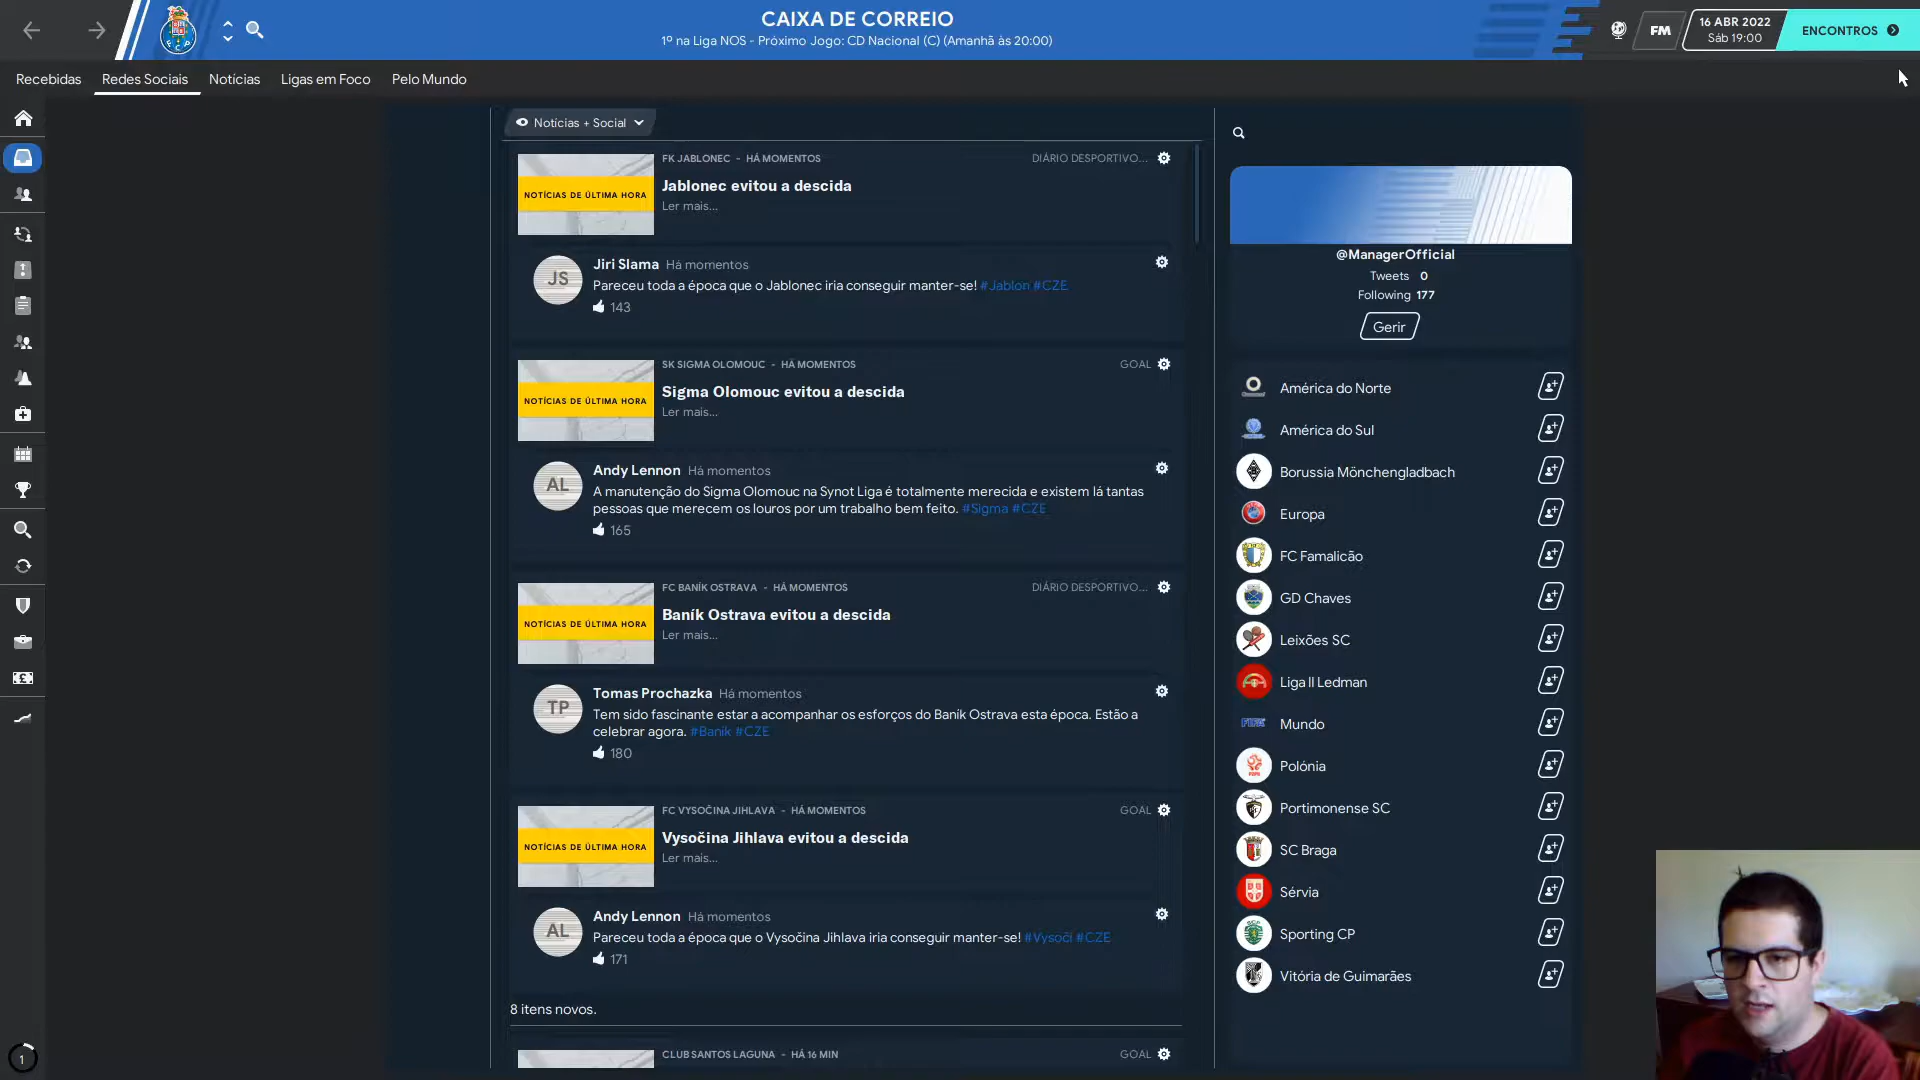 CAIXA DE CORREIO
1º na Liga NOS - Próximo Jogo: CD Nacional (C) (Amanhã às 20:00)
FM
16 ABR 2022
Sáb 19:00
ENCONTROS
Recebidas
Redes Sociais
Notícias
Ligas em Foco
Pelo Mundo
Notícias + Social
NOTÍCIAS DE ÚLTIMA HORA
FK JABLONEC - HÁ MOMENTOS
DIÁRIO DESPORTIVO...
Jablonec evitou a descida
Ler mais...
JS
Jiri Slama Há momentos
Pareceu toda a época que o Jablonec iria conseguir manter-se! #Jablon #CZE
143
NOTÍCIAS DE ÚLTIMA HORA
SK SIGMA OLOMOUC - HÁ MOMENTOS
GOAL
Sigma Olomouc evitou a descida
Ler mais...
AL
Andy Lennon Há momentos
A manutenção do Sigma Olomouc na Synot Liga é totalmente merecida e existem lá tantas
pessoas que merecem os louros por um trabalho bem feito. #Sigma #CZE
165
NOTÍCIAS DE ÚLTIMA HORA
FC BANÍK OSTRAVA - HÁ MOMENTOS
DIÁRIO DESPORTIVO...
Baník Ostrava evitou a descida
Ler mais...
TP
Tomas Prochazka Há momentos
Tem sido fascinante estar a acompanhar os esforços do Baník Ostrava esta época. Estão a
celebrar agora. #Baník #CZE
180
NOTÍCIAS DE ÚLTIMA HORA
FC VYSOČINA JIHLAVA - HÁ MOMENTOS
GOAL
Vysočina Jihlava evitou a descida
Ler mais...
AL
Andy Lennon Há momentos
Pareceu toda a época que o Vysočina Jihlava iria conseguir manter-se! #Vysoči #CZE
171
8 itens novos.
CLUB SANTOS LAGUNA - HÁ 16 MIN
GOAL
@ManagerOfficial
Tweets 0
Following 177
Gerir
América do Norte
América do Sul
Borussia Mönchengladbach
Europa
FC Famalicão
GD Chaves
Leixões SC
Liga II Ledman
Mundo
Polónia
Portimonense SC
SC Braga
Sérvia
Sporting CP
Vitória de Guimarães
1